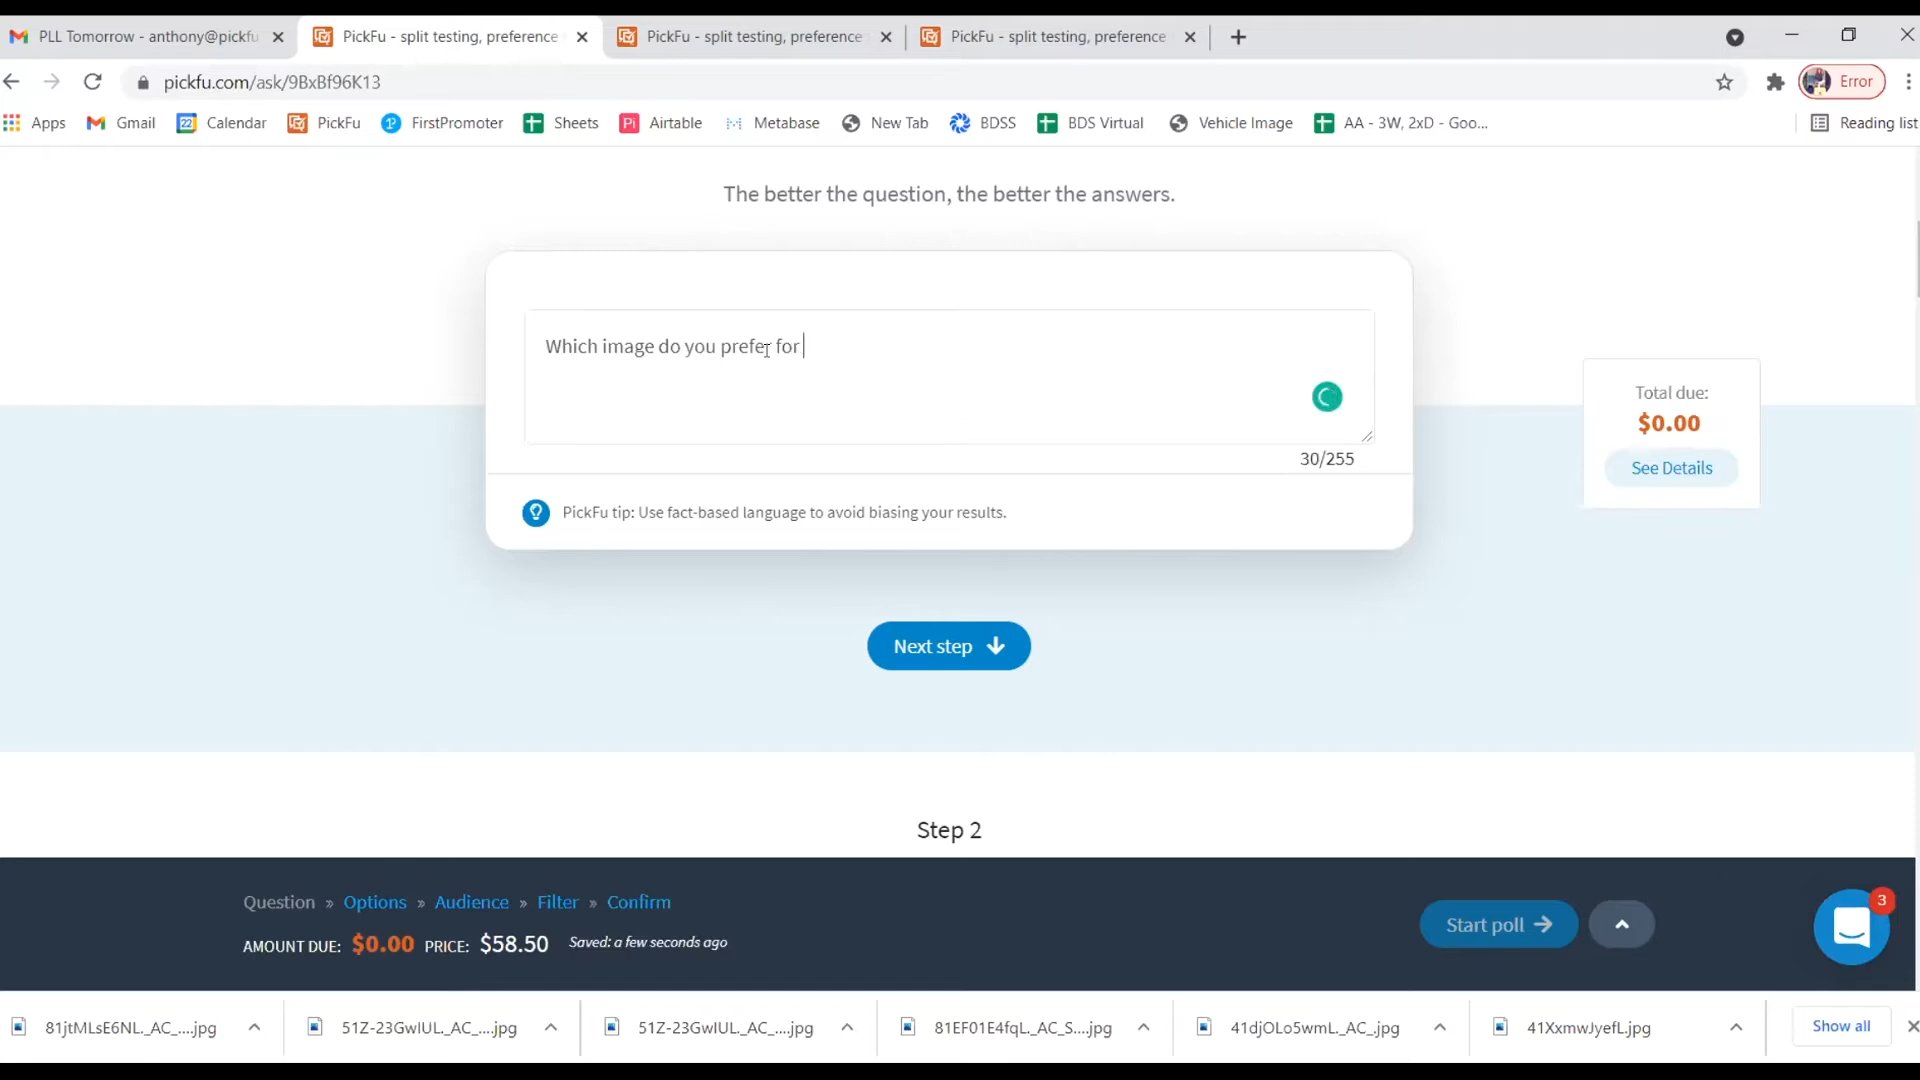 PLL Tomorrow - anthony@pickfu
PickFu - split testing, preference
PickFu - split testing, preference
PickFu - split testing, preference
pickfu.com/ask/9BxBf96K13
Error
Apps
Gmail
22
Calendar
PickFu
FirstPromoter
Sheets
Pi
Airtable
Metabase
New Tab
BDSS
BDS Virtual
Vehicle Image
AA - 3W, 2xD - Goo...
Reading list
The better the question, the better the answers.
Which image do you prefer for
30/255
PickFu tip: Use fact-based language to avoid biasing your results.
Total due:
$0.00
See Details
Next step
Step 2
Question » Options » Audience » Filter » Confirm
AMOUNT DUE: $0.00 PRICE: $58.50 Saved: a few seconds ago
Start poll
3
81jtMLsE6NL._AC_....jpg
51Z-23GwIUL._AC_....jpg
51Z-23GwIUL._AC_....jpg
81EF01E4fqL._AC_S....jpg
41djOLo5wmL._AC_.jpg
41XxmwJyefL.jpg
Show all